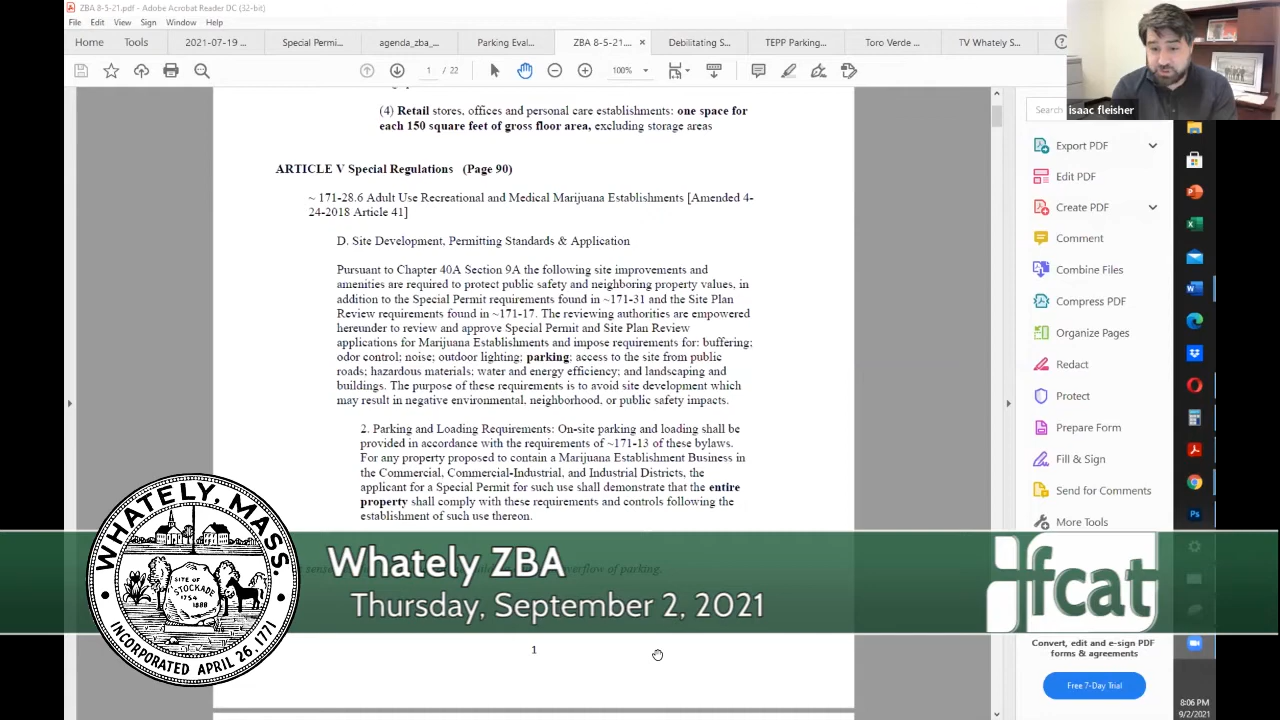 ZBA 8-5-21.pdf - Adobe Acrobat Reader DC (32-bit)
File Edit View Sign Window Help
Home Tools 2021-07-19 ... Special Permi... agenda_zba_... Parking Eval... ZBA 8-5-21.... × Debilitating S... TEPP Parking... Toro Verde ... TV Whately S...
1 / 22 100%
(4) Retail stores, offices and personal care establishments: one space for
each 150 square feet of gross floor area, excluding storage areas
ARTICLE V Special Regulations (Page 90)
~ 171-28.6 Adult Use Recreational and Medical Marijuana Establishments [Amended 4-
24-2018 Article 41]
D. Site Development, Permitting Standards & Application
Pursuant to Chapter 40A Section 9A the following site improvements and
amenities are required to protect public safety and neighboring property values, in
addition to the Special Permit requirements found in ~171-31 and the Site Plan
Review requirements found in ~171-17. The reviewing authorities are empowered
hereunder to review and approve Special Permit and Site Plan Review
applications for Marijuana Establishments and impose requirements for: buffering;
odor control; noise; outdoor lighting; parking; access to the site from public
roads; hazardous materials; water and energy efficiency; and landscaping and
buildings. The purpose of these requirements is to avoid site development which
may result in negative environmental, neighborhood, or public safety impacts.
2. Parking and Loading Requirements: On-site parking and loading shall be
provided in accordance with the requirements of ~171-13 of these bylaws.
For any property proposed to contain a Marijuana Establishment Business in
the Commercial, Commercial-Industrial, and Industrial Districts, the
applicant for a Special Permit for such use shall demonstrate that the entire
property shall comply with these requirements and controls following the
establishment of such use thereon.
overflow of parking.
1
isaac fleisher
Search
Export PDF
Edit PDF
Create PDF
Comment
Combine Files
Compress PDF
Organize Pages
Redact
Protect
Prepare Form
Fill & Sign
Send for Comments
More Tools
Convert, edit and e-sign PDF
forms & agreements
Free 7-Day Trial
8:06 PM
9/2/2021
WHATELY, MASS.
SITE OF
STOCKADE
1754
1888
INCORPORATED APRIL 26, 1771
Whately ZBA
Thursday, September 2, 2021
fcat